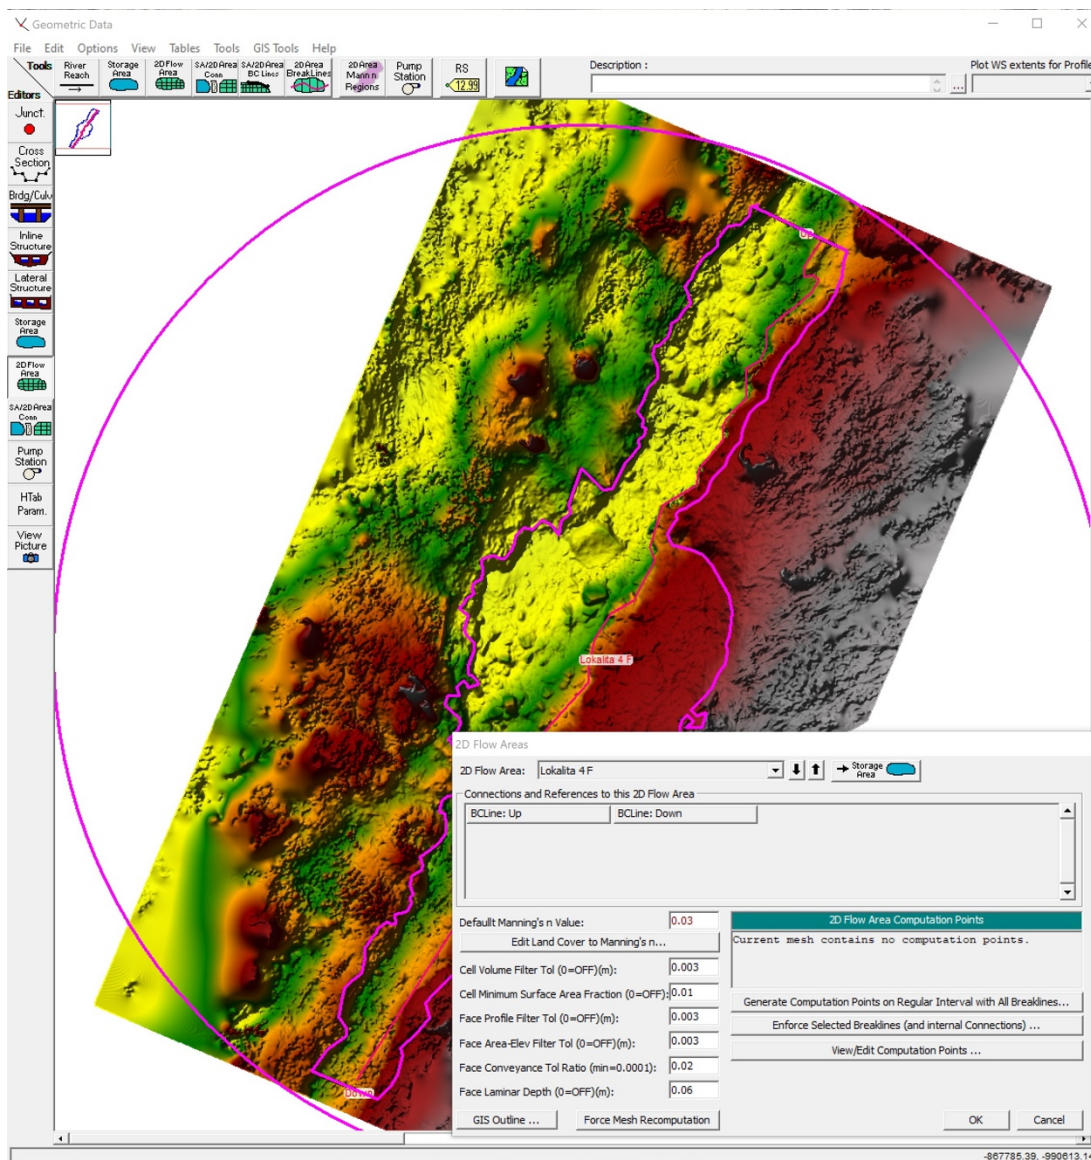 Geometric Data
File Edit Options View Tables Tools GIS Tools Help
Tools
Editors
River
Reach
Storage
Area
2D Flow
Area
SA/2D Area
Conn
SA/2D Area
BC Lines
2D Area
BreakLines
2D Area
Mann n
Regions
Pump
Station
RS
12.99
Description :
...
Plot WS extents for Profile
Junct.
Cross
Section
Brdg/Culv
Inline
Structure
Lateral
Structure
Storage
Area
2D Flow
Area
SA/2D Area
Conn
Pump
Station
HTab
Param.
View
Picture
Up
Lokalita 4 F
Down
2D Flow Areas
2D Flow Area: Lokalita 4 F
Storage
Area
Connections and References to this 2D Flow Area
BCLine: Up BCLine: Down
Default Manning's n Value: 0.03
Edit Land Cover to Manning's n...
Cell Volume Filter Tol (0=OFF)(m): 0.003
Cell Minimum Surface Area Fraction (0=OFF): 0.01
Face Profile Filter Tol (0=OFF)(m): 0.003
Face Area-Elev Filter Tol (0=OFF)(m): 0.003
Face Conveyance Tol Ratio (min=0.0001): 0.02
Face Laminar Depth (0=OFF)(m): 0.06
2D Flow Area Computation Points
Current mesh contains no computation points.
Generate Computation Points on Regular Interval with All Breaklines...
Enforce Selected Breaklines (and internal Connections) ...
View/Edit Computation Points ...
GIS Outline ... Force Mesh Recomputation OK Cancel
-867785.39, -990613.14